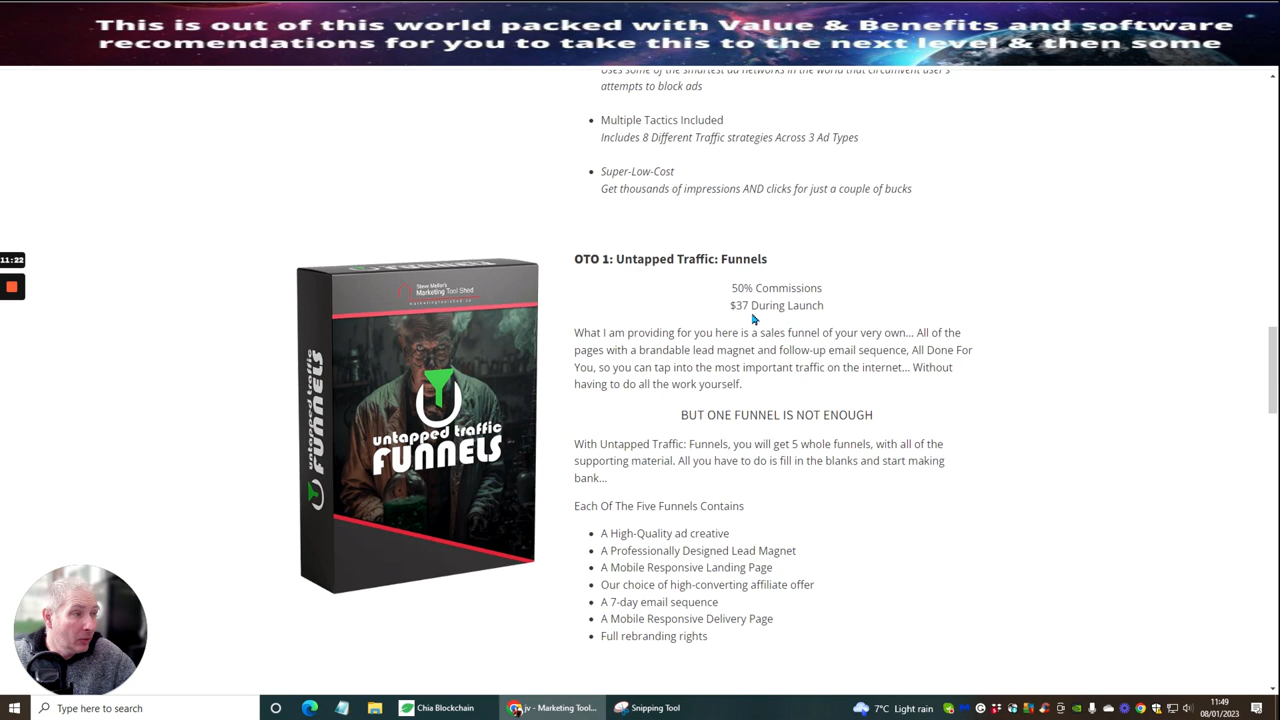 This is out of this world packed with Value & Benefits and software
recomendations for you to take this to the next level & then some
Uses some of the smartest ad networks in the world that circumvent user's
attempts to block ads
Multiple Tactics Included
Includes 8 Different Traffic strategies Across 3 Ad Types
Super-Low-Cost
Get thousands of impressions AND clicks for just a couple of bucks
11:22
OTO 1: Untapped Traffic: Funnels
50% Commissions
$37 During Launch
What I am providing for you here is a sales funnel of your very own... All of the
pages with a brandable lead magnet and follow-up email sequence, All Done For
You, so you can tap into the most important traffic on the internet... Without
having to do all the work yourself.
BUT ONE FUNNEL IS NOT ENOUGH
With Untapped Traffic: Funnels, you will get 5 whole funnels, with all of the
supporting material. All you have to do is fill in the blanks and start making
bank...
Each Of The Five Funnels Contains
A High-Quality ad creative
A Professionally Designed Lead Magnet
A Mobile Responsive Landing Page
Our choice of high-converting affiliate offer
A 7-day email sequence
A Mobile Responsive Delivery Page
Full rebranding rights
Marketing Tool Shed
untapped traffic
FUNNELS
untapped traffic
FUNNELS
Type here to search
Chia Blockchain
jv - Marketing Tool...
Snipping Tool
7°C Light rain
11:49
08/01/2023